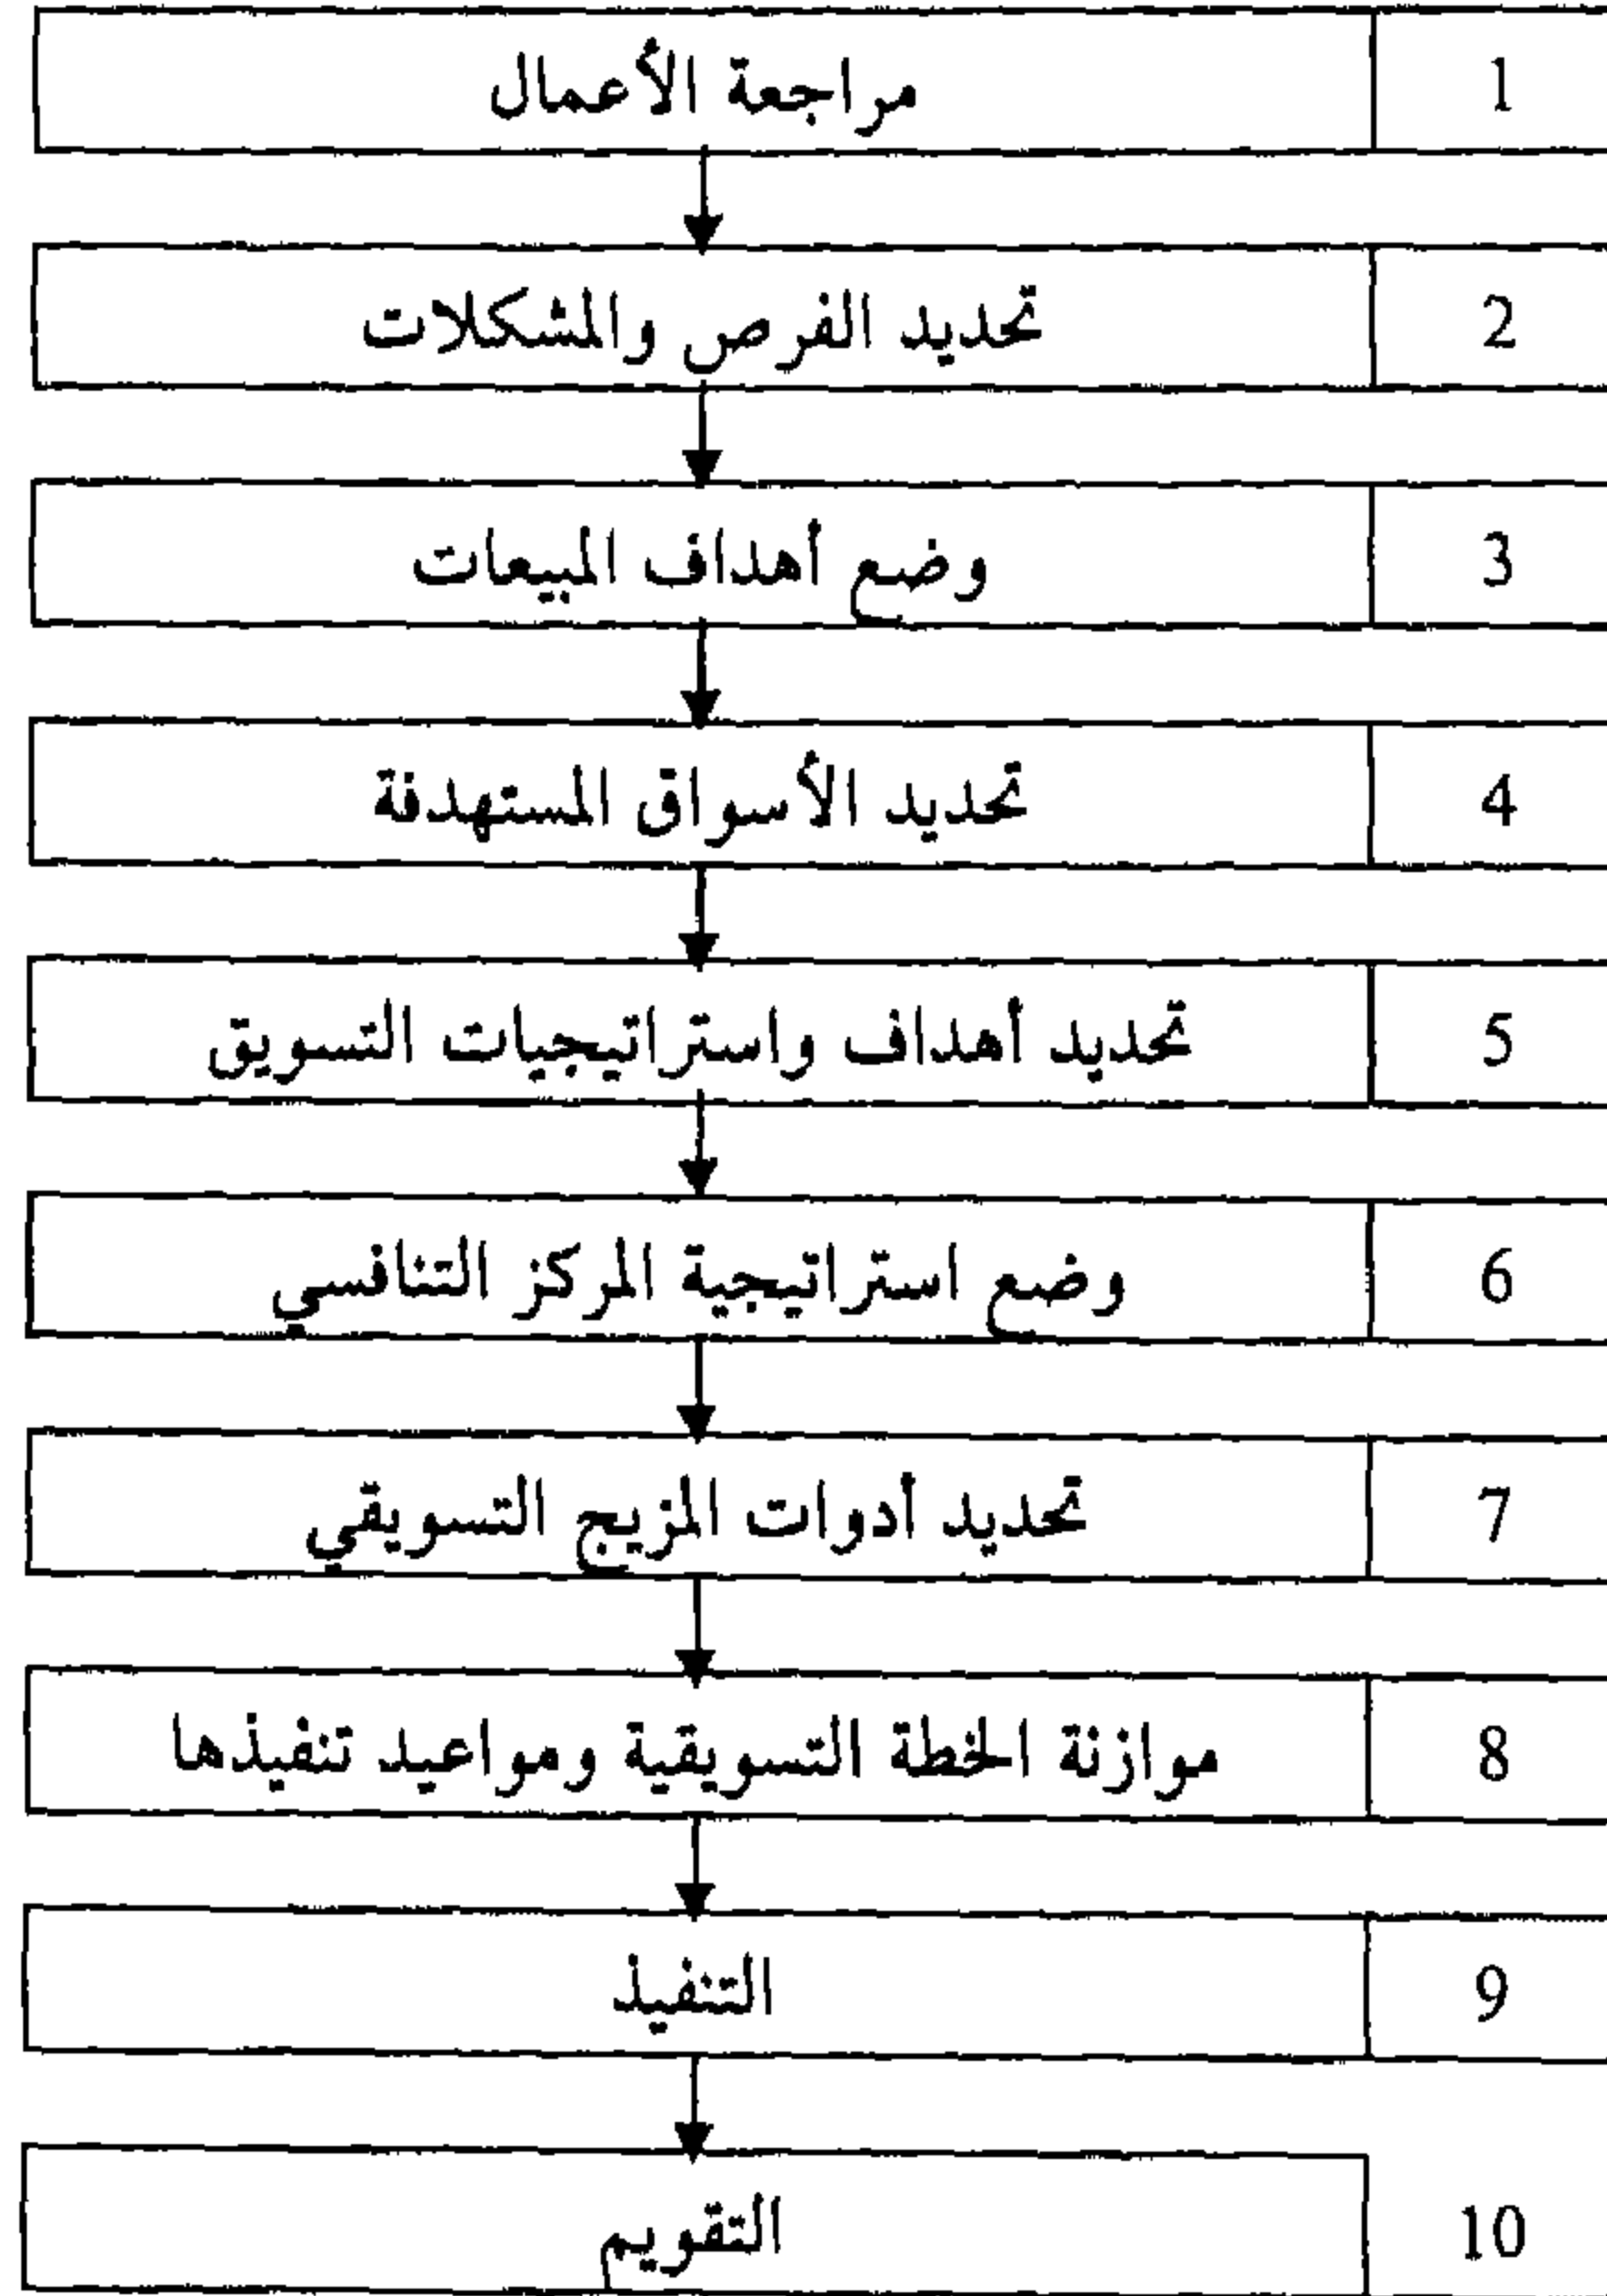 1 مراجعة الأعمال
2 تحديد الفرص والمشكلات
3 وضع أهداف المبيعات
4 تحديد الأسواق المستهدفة
5 تحديد أهداف واستراتيجيات التسويق
6 وضع استراتيجية المركز التنافسي
7 تحديد أدوات المزيج التسويقي
8 موازنة الخطة التسويقية ومواعيد تنفيذها
9 التنفيذ
10 التقويم